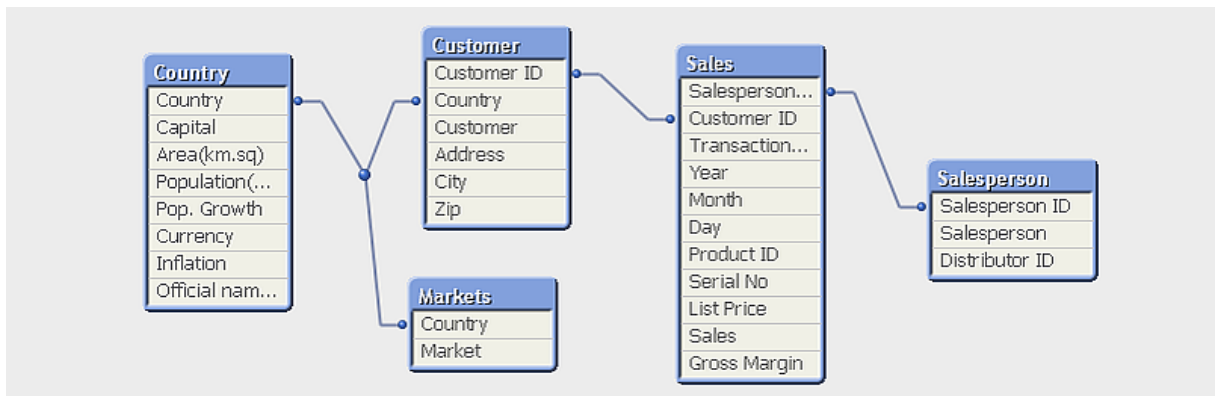 Country
Country
Capital
Area(km.sq)
Population(...
Pop. Growth
Currency
Inflation
Official nam...
Customer
Customer ID
Country
Customer
Address
City
Zip
Markets
Country
Market
Sales
Salesperson...
Customer ID
Transaction...
Year
Month
Day
Product ID
Serial No
List Price
Sales
Gross Margin
Salesperson
Salesperson ID
Salesperson
Distributor ID